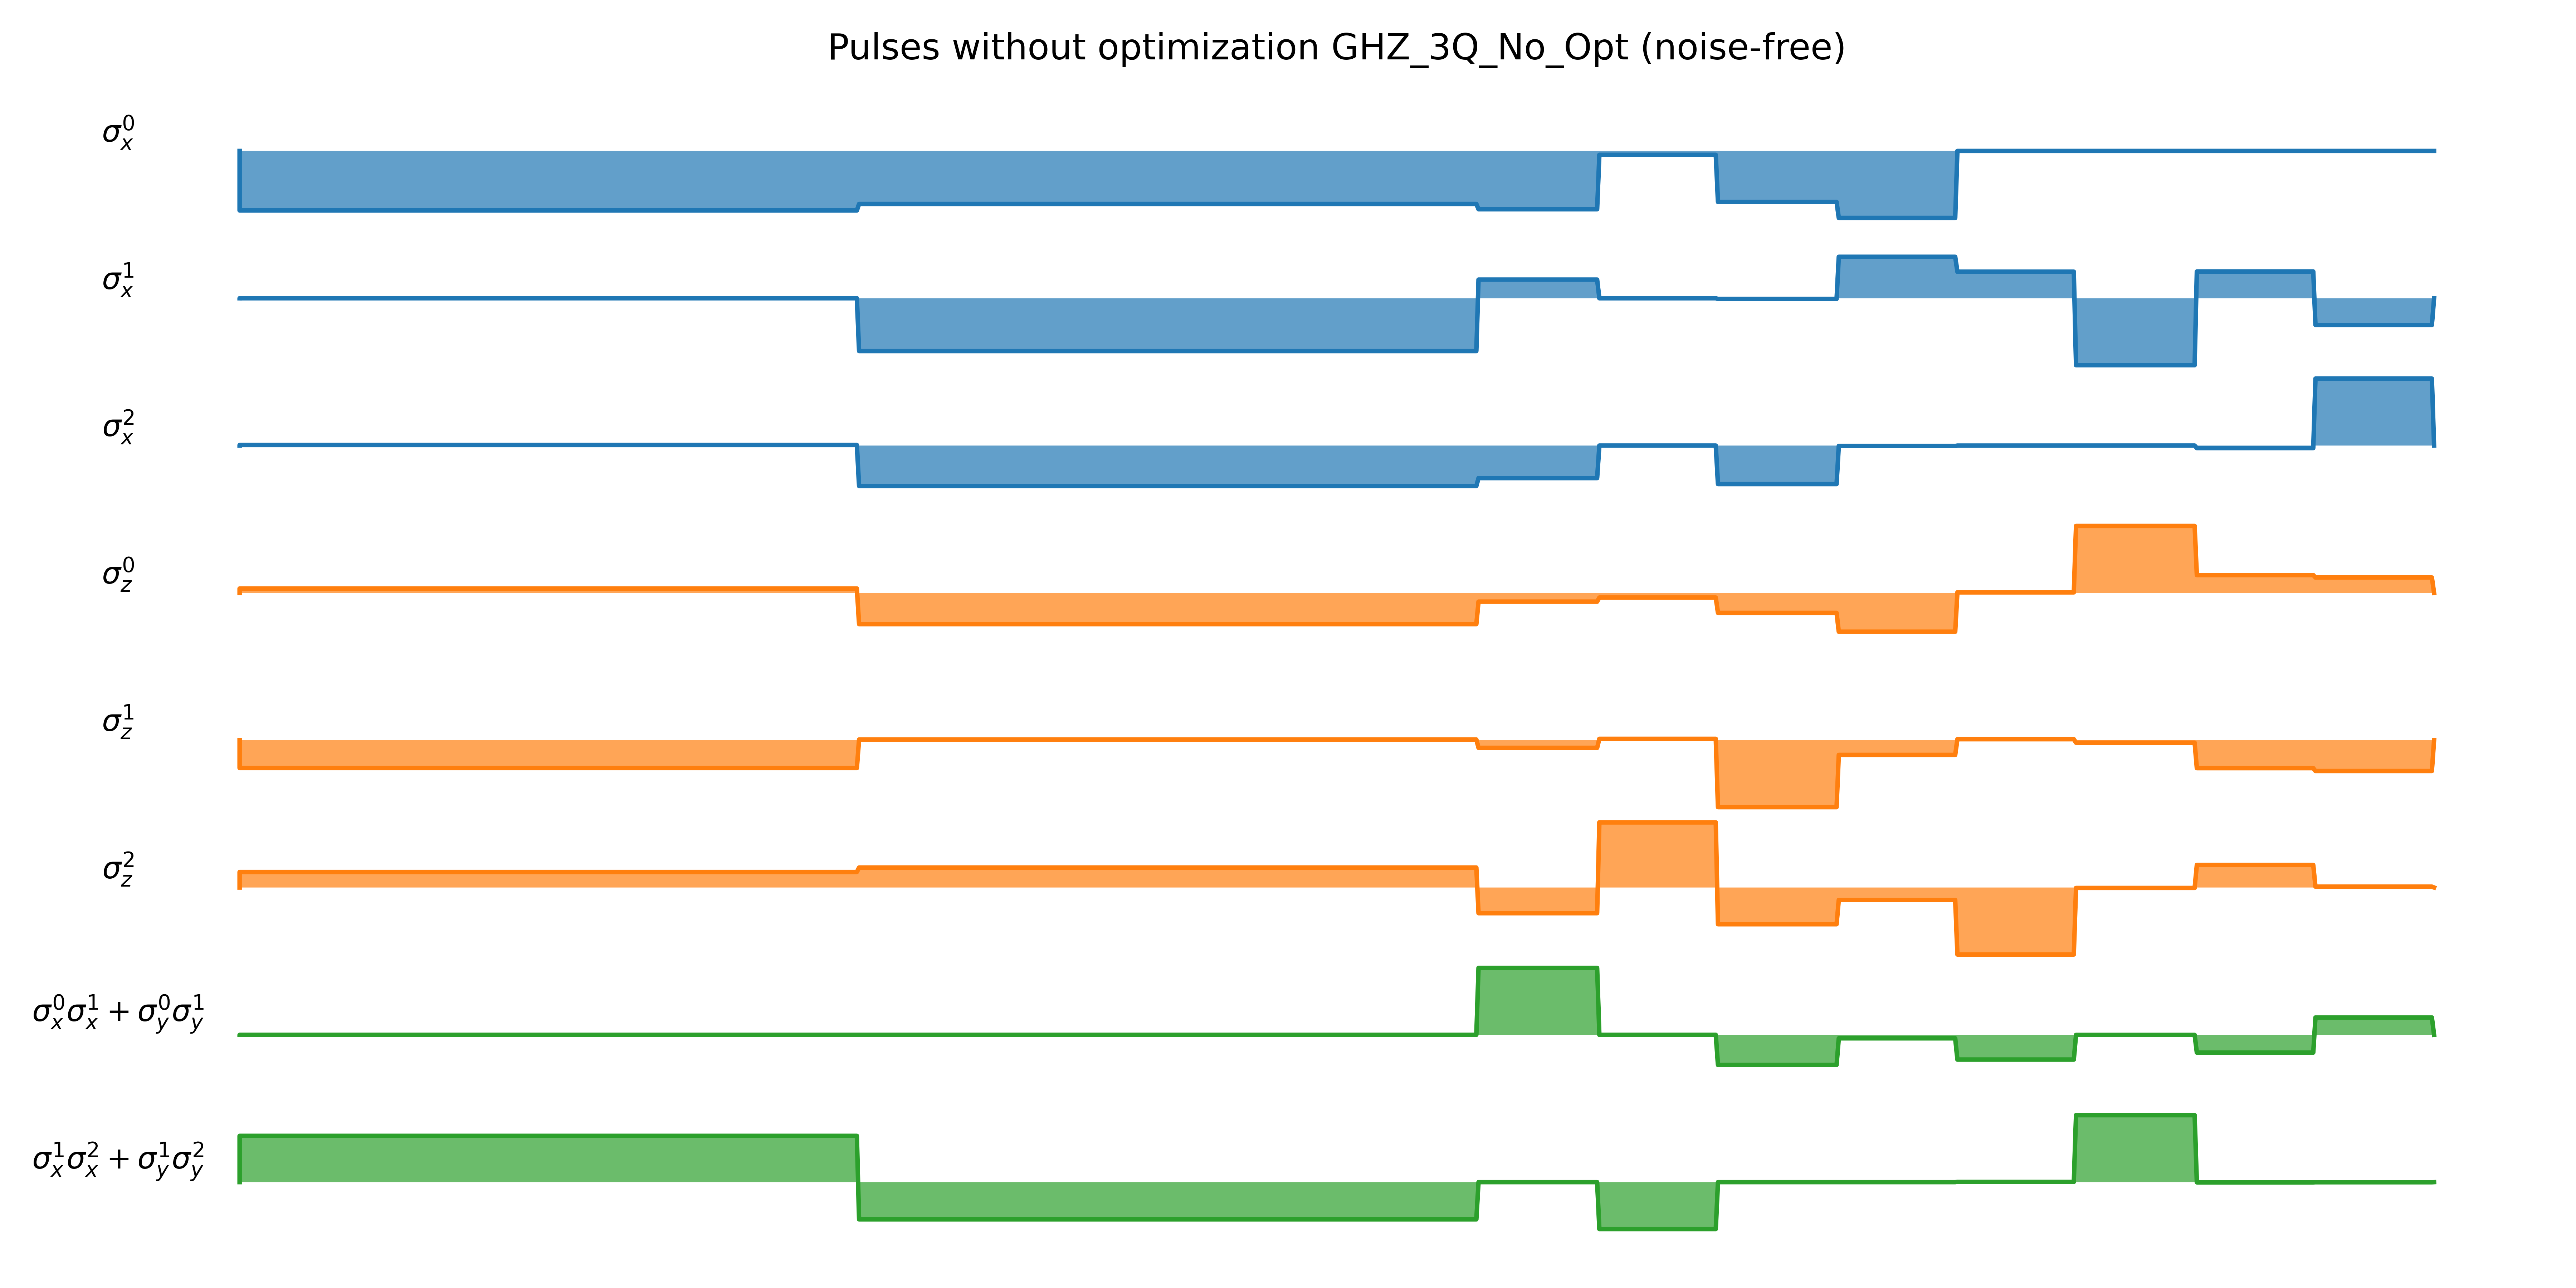 Pulses without optimization GHZ_3Q_No_Opt (noise-free)
σ_x^0
σ_x^1
σ_x^2
σ_z^0
σ_z^1
σ_z^2
σ_x^0σ_x^1 + σ_y^0σ_y^1
σ_x^1σ_x^2 + σ_y^1σ_y^2